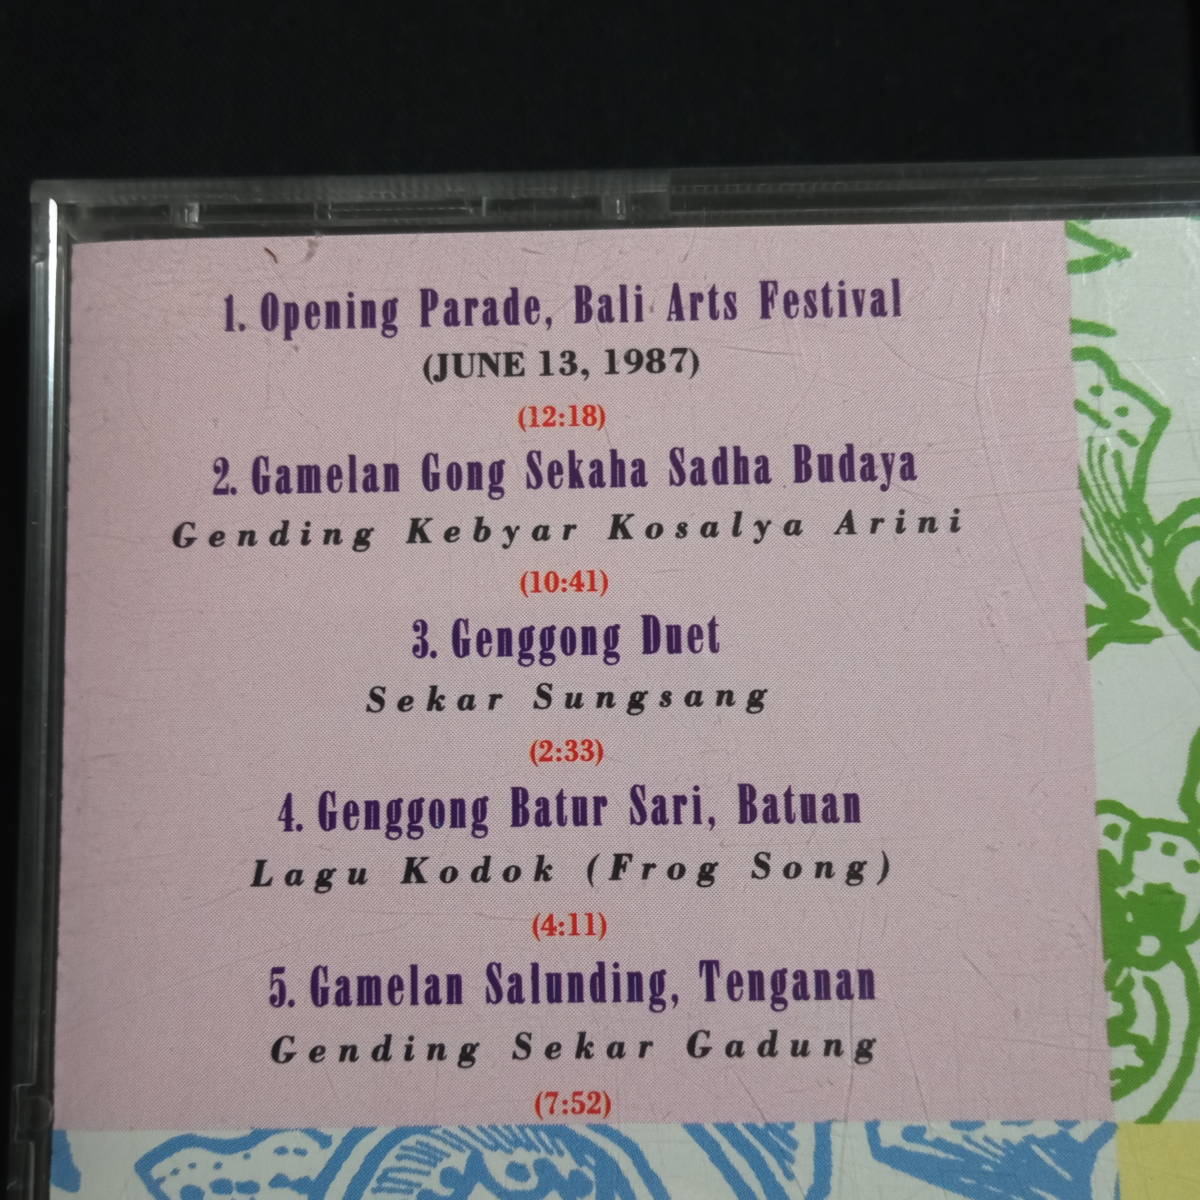 1. Opening Parade, Bali Arts Festival
(JUNE 13, 1987)
(12:18)
2. Gamelan Gong Sekaha Sadha Budaya
Gending Kebyar Kosalya Arini
(10:41)
3. Genggong Duet
Sekar Sungsang
(2:33)
4. Genggong Batur Sari, Batuan
Lagu Kodok (Frog Song)
(4:11)
5. Gamelan Salunding, Tenganan
Gending Sekar Gadung
(7:52)